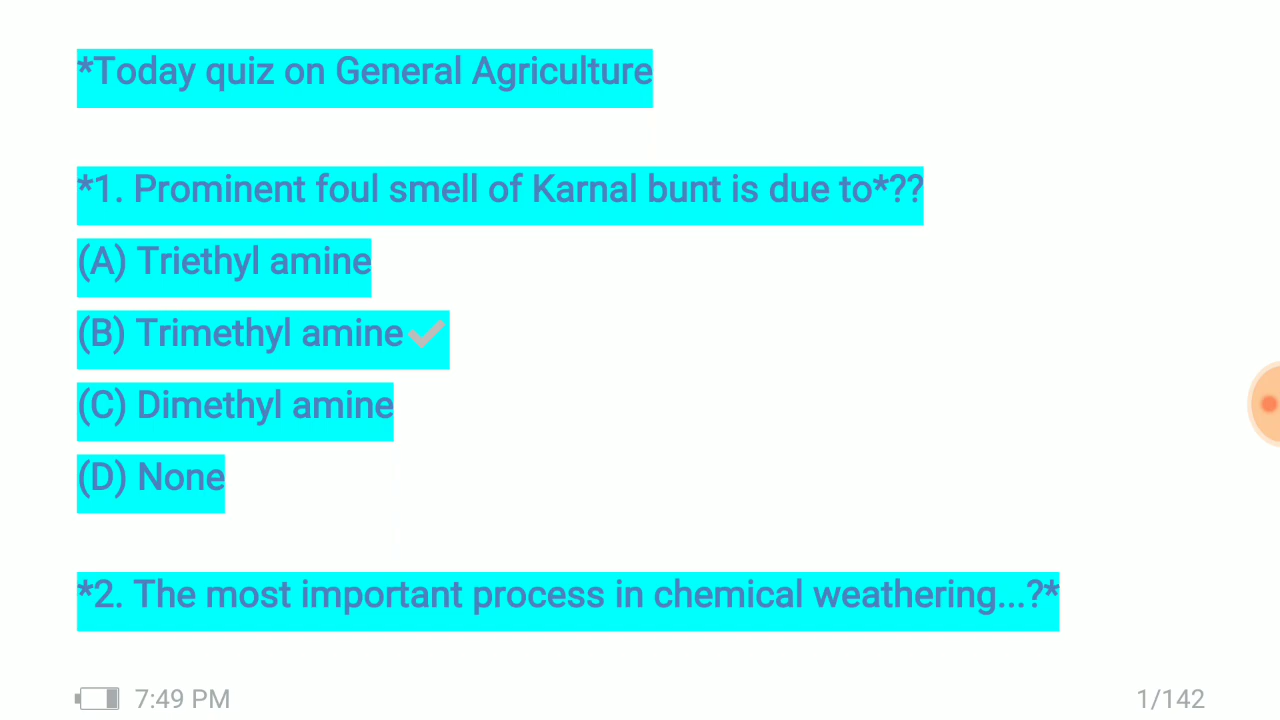 *Today quiz on General Agriculture
*1. Prominent foul smell of Karnal bunt is due to*??
(A) Triethyl amine
(B) Trimethyl amine✔
(C) Dimethyl amine
(D) None
*2. The most important process in chemical weathering...?*
7:49 PM
1/142